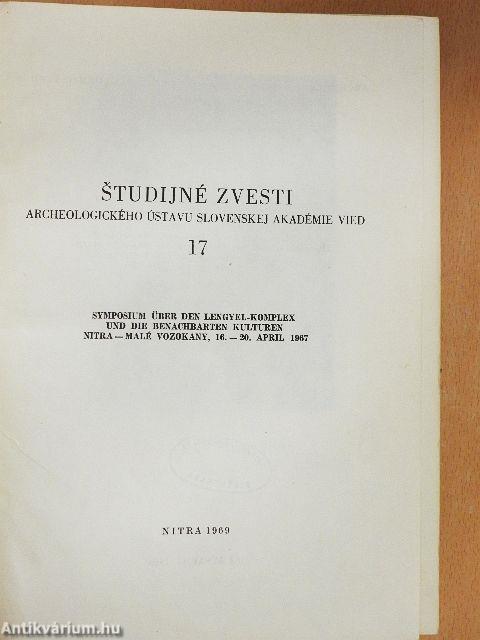 ŠTUDIJNÉ ZVESTI
ARCHEOLOGICKÉHO ÚSTAVU SLOVENSKEJ AKADÉMIE VIED
17
SYMPOSIUM ÜBER DEN LENGYEL-KOMPLEX
UND DIE BENACHBARTEN KULTUREN
NITRA — MALÉ VOZOKANY, 16. — 20. APRIL 1967
NITRA 1969
Antikvárium.hu